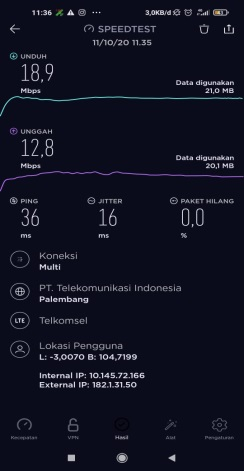 11:36 ... 3,0KB/d
SPEEDTEST
11/10/20 11.35
UNDUH
18,9
Mbps
Data digunakan
21,0 MB
UNGGAH
12,8
Mbps
Data digunakan
20,1 MB
PING JITTER PAKET HILANG
36 16 0,0
ms ms %
Koneksi
Multi
PT. Telekomunikasi Indonesia
Palembang
LTE Telkomsel
Lokasi Pengguna
L: -3,0070 B: 104,7199
Internal IP: 10.145.72.166
External IP: 182.1.31.50
Kecepatan VPN Hasil Alat Pengaturan